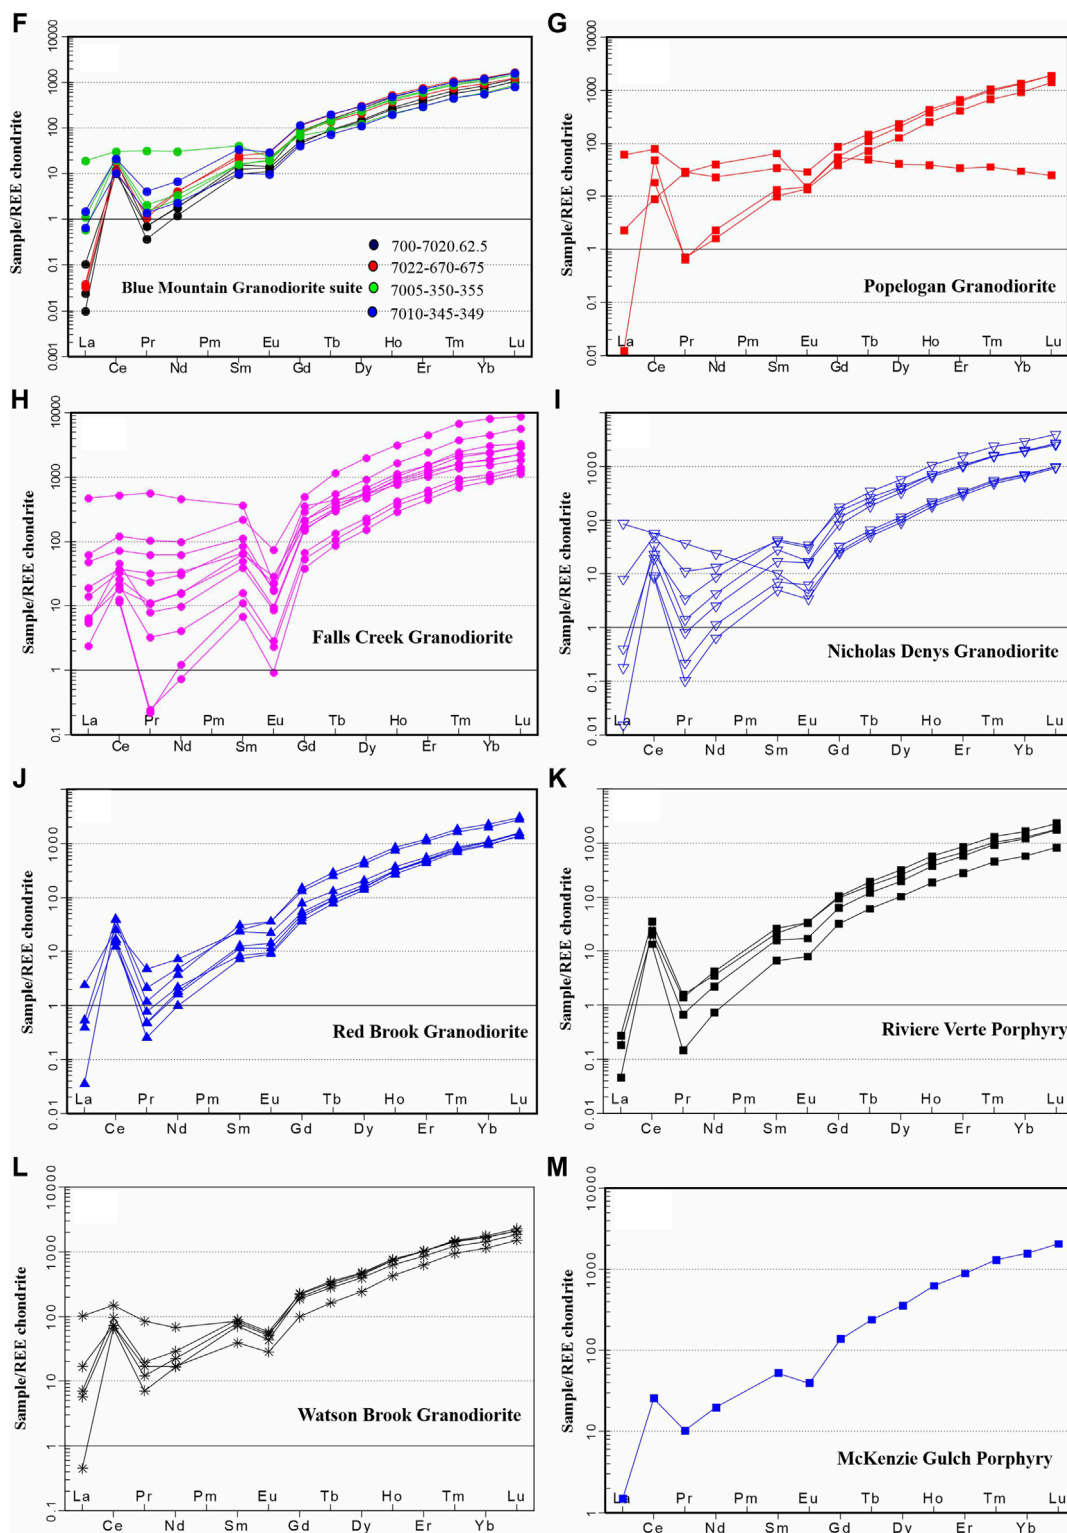 F
Sample/REE chondrite
10000
1000
100
10
1
0.1
0.01
0.001
700-7020.62.5
7022-670-675
7005-350-355
7010-345-349
Blue Mountain Granodiorite suite
La Pr Pm Eu Tb Ho Tm Lu
Ce Nd Sm Gd Dy Er Yb
G
Sample/REE chondrite
10000
1000
100
10
1
0.1
0.01
Popelogan Granodiorite
La Pr Pm Eu Tb Ho Tm Lu
Ce Nd Sm Gd Dy Er Yb
H
Sample/REE chondrite
10000
1000
100
10
1
0.1
Falls Creek Granodiorite
La Pr Pm Eu Tb Ho Tm Lu
Ce Nd Sm Gd Dy Er Yb
I
Sample/REE chondrite
1000
100
10
1
0.1
0.01
Nicholas Denys Granodiorite
La Pr Pm Eu Tb Ho Tm Lu
Ce Nd Sm Gd Dy Er Yb
J
Sample/REE chondrite
1000
100
10
1
0.1
0.01
Red Brook Granodiorite
La Pr Pm Eu Tb Ho Tm Lu
Ce Nd Sm Gd Dy Er Yb
K
Sample/REE chondrite
1000
100
10
1
0.1
0.01
Riviere Verte Porphyry
La Pr Pm Eu Tb Ho Tm Lu
Ce Nd Sm Gd Dy Er Yb
L
Sample/REE chondrite
10000
1000
100
10
1
0.1
Watson Brook Granodiorite
La Pr Pm Eu Tb Ho Tm Lu
Ce Nd Sm Gd Dy Er Yb
M
Sample/REE chondrite
10000
1000
100
10
1
McKenzie Gulch Porphyry
La Pr Pm Eu Tb Ho Tm Lu
Ce Nd Sm Gd Dy Er Yb